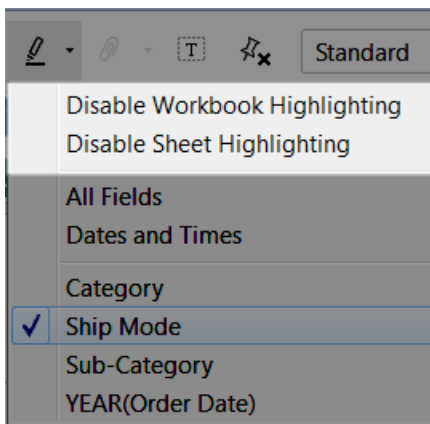 T Standard
Disable Workbook Highlighting
Disable Sheet Highlighting
All Fields
Dates and Times
Category
Ship Mode
Sub-Category
YEAR(Order Date)